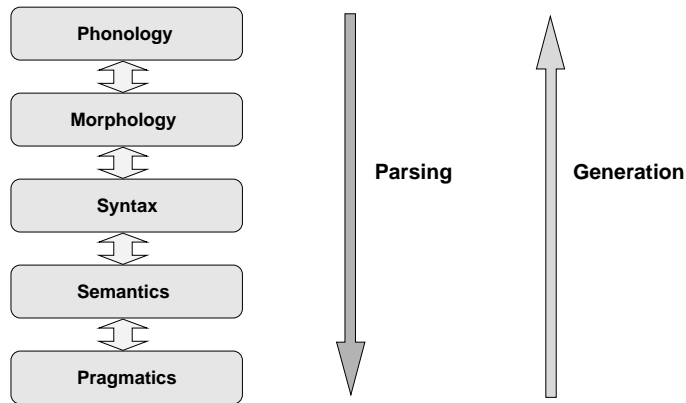 Phonology
Morphology
Syntax
Semantics
Pragmatics
Parsing
Generation